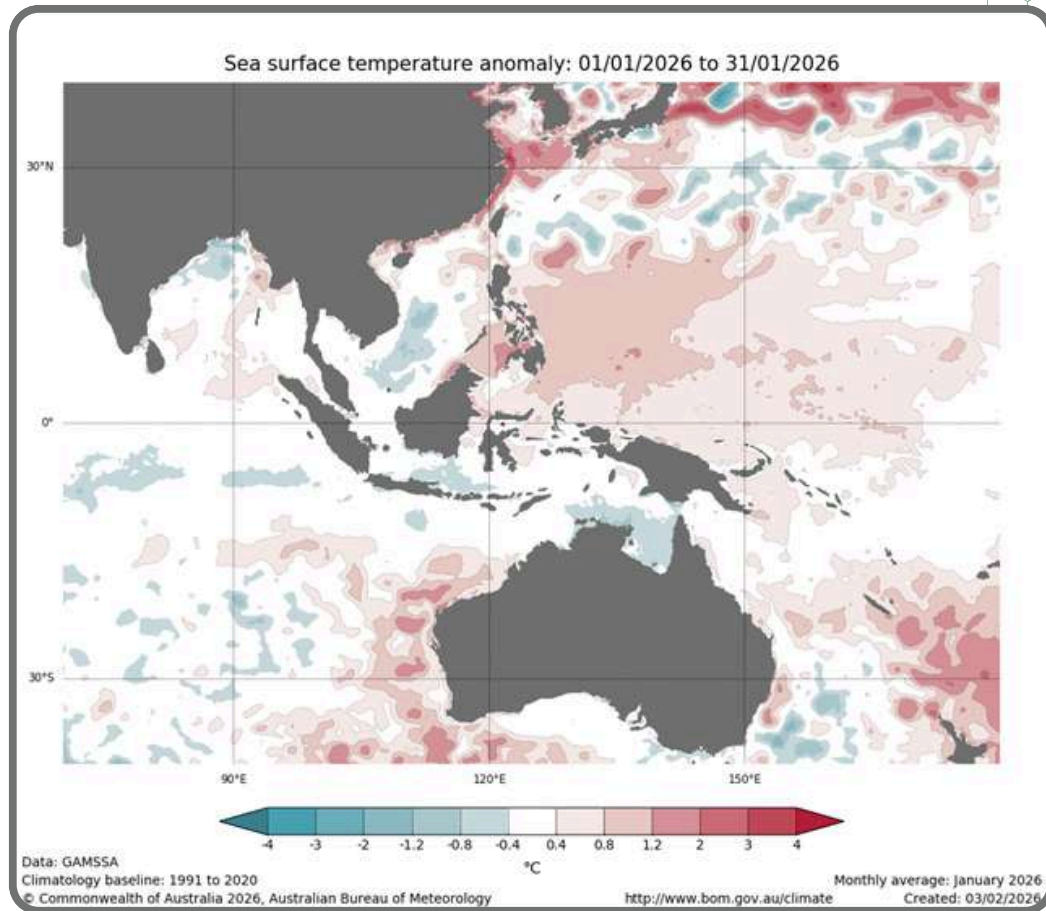 Sea surface temperature anomaly: 01/01/2026 to 31/01/2026
30°N
0°
30°S
90°E 120°E 150°E
-4 -3 -2 -1.2 -0.8 -0.4 0.4 0.8 1.2 2 3 4
°C
Data: GAMSSA
Climatology baseline: 1991 to 2020 Monthly average: January 2026
© Commonwealth of Australia 2026, Australian Bureau of Meteorology http://www.bom.gov.au/climate Created: 03/02/2026